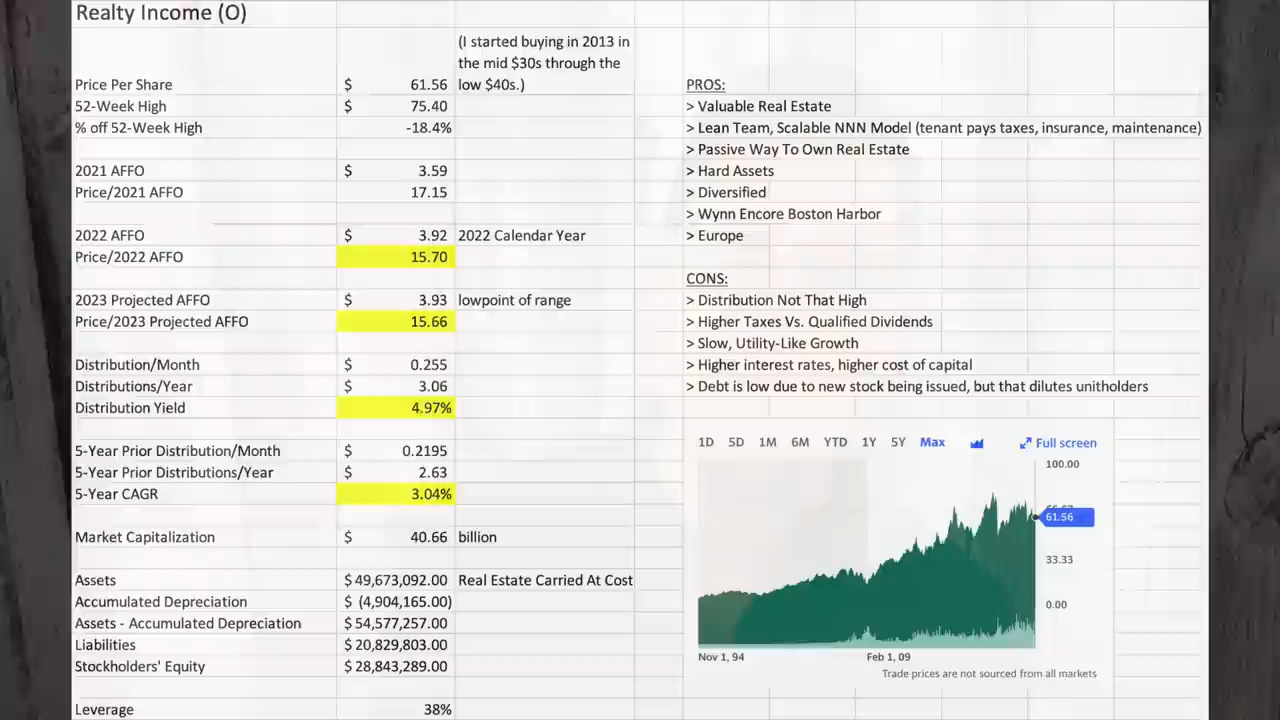 Realty Income (O)
(I started buying in 2013 in
the mid $30s through the
low $40s.)
Price Per Share $ 61.56
52-Week High $ 75.40
% off 52-Week High -18.4%
2021 AFFO $ 3.59
Price/2021 AFFO 17.15
2022 AFFO $ 3.92 2022 Calendar Year
Price/2022 AFFO 15.70
2023 Projected AFFO $ 3.93 lowpoint of range
Price/2023 Projected AFFO 15.66
Distribution/Month $ 0.255
Distributions/Year $ 3.06
Distribution Yield 4.97%
5-Year Prior Distribution/Month $ 0.2195
5-Year Prior Distributions/Year $ 2.63
5-Year CAGR 3.04%
Market Capitalization $ 40.66 billion
Assets $ 49,673,092.00 Real Estate Carried At Cost
Accumulated Depreciation $ (4,904,165.00)
Assets - Accumulated Depreciation $ 54,577,257.00
Liabilities $ 20,829,803.00
Stockholders' Equity $ 28,843,289.00
Leverage 38%
PROS:
> Valuable Real Estate
> Lean Team, Scalable NNN Model (tenant pays taxes, insurance, maintenance)
> Passive Way To Own Real Estate
> Hard Assets
> Diversified
> Wynn Encore Boston Harbor
> Europe
CONS:
> Distribution Not That High
> Higher Taxes Vs. Qualified Dividends
> Slow, Utility-Like Growth
> Higher interest rates, higher cost of capital
> Debt is low due to new stock being issued, but that dilutes unitholders
1D 5D 1M 6M YTD 1Y 5Y Max Full screen
100.00
61.56
33.33
0.00
Nov 1, 94 Feb 1, 09
Trade prices are not sourced from all markets